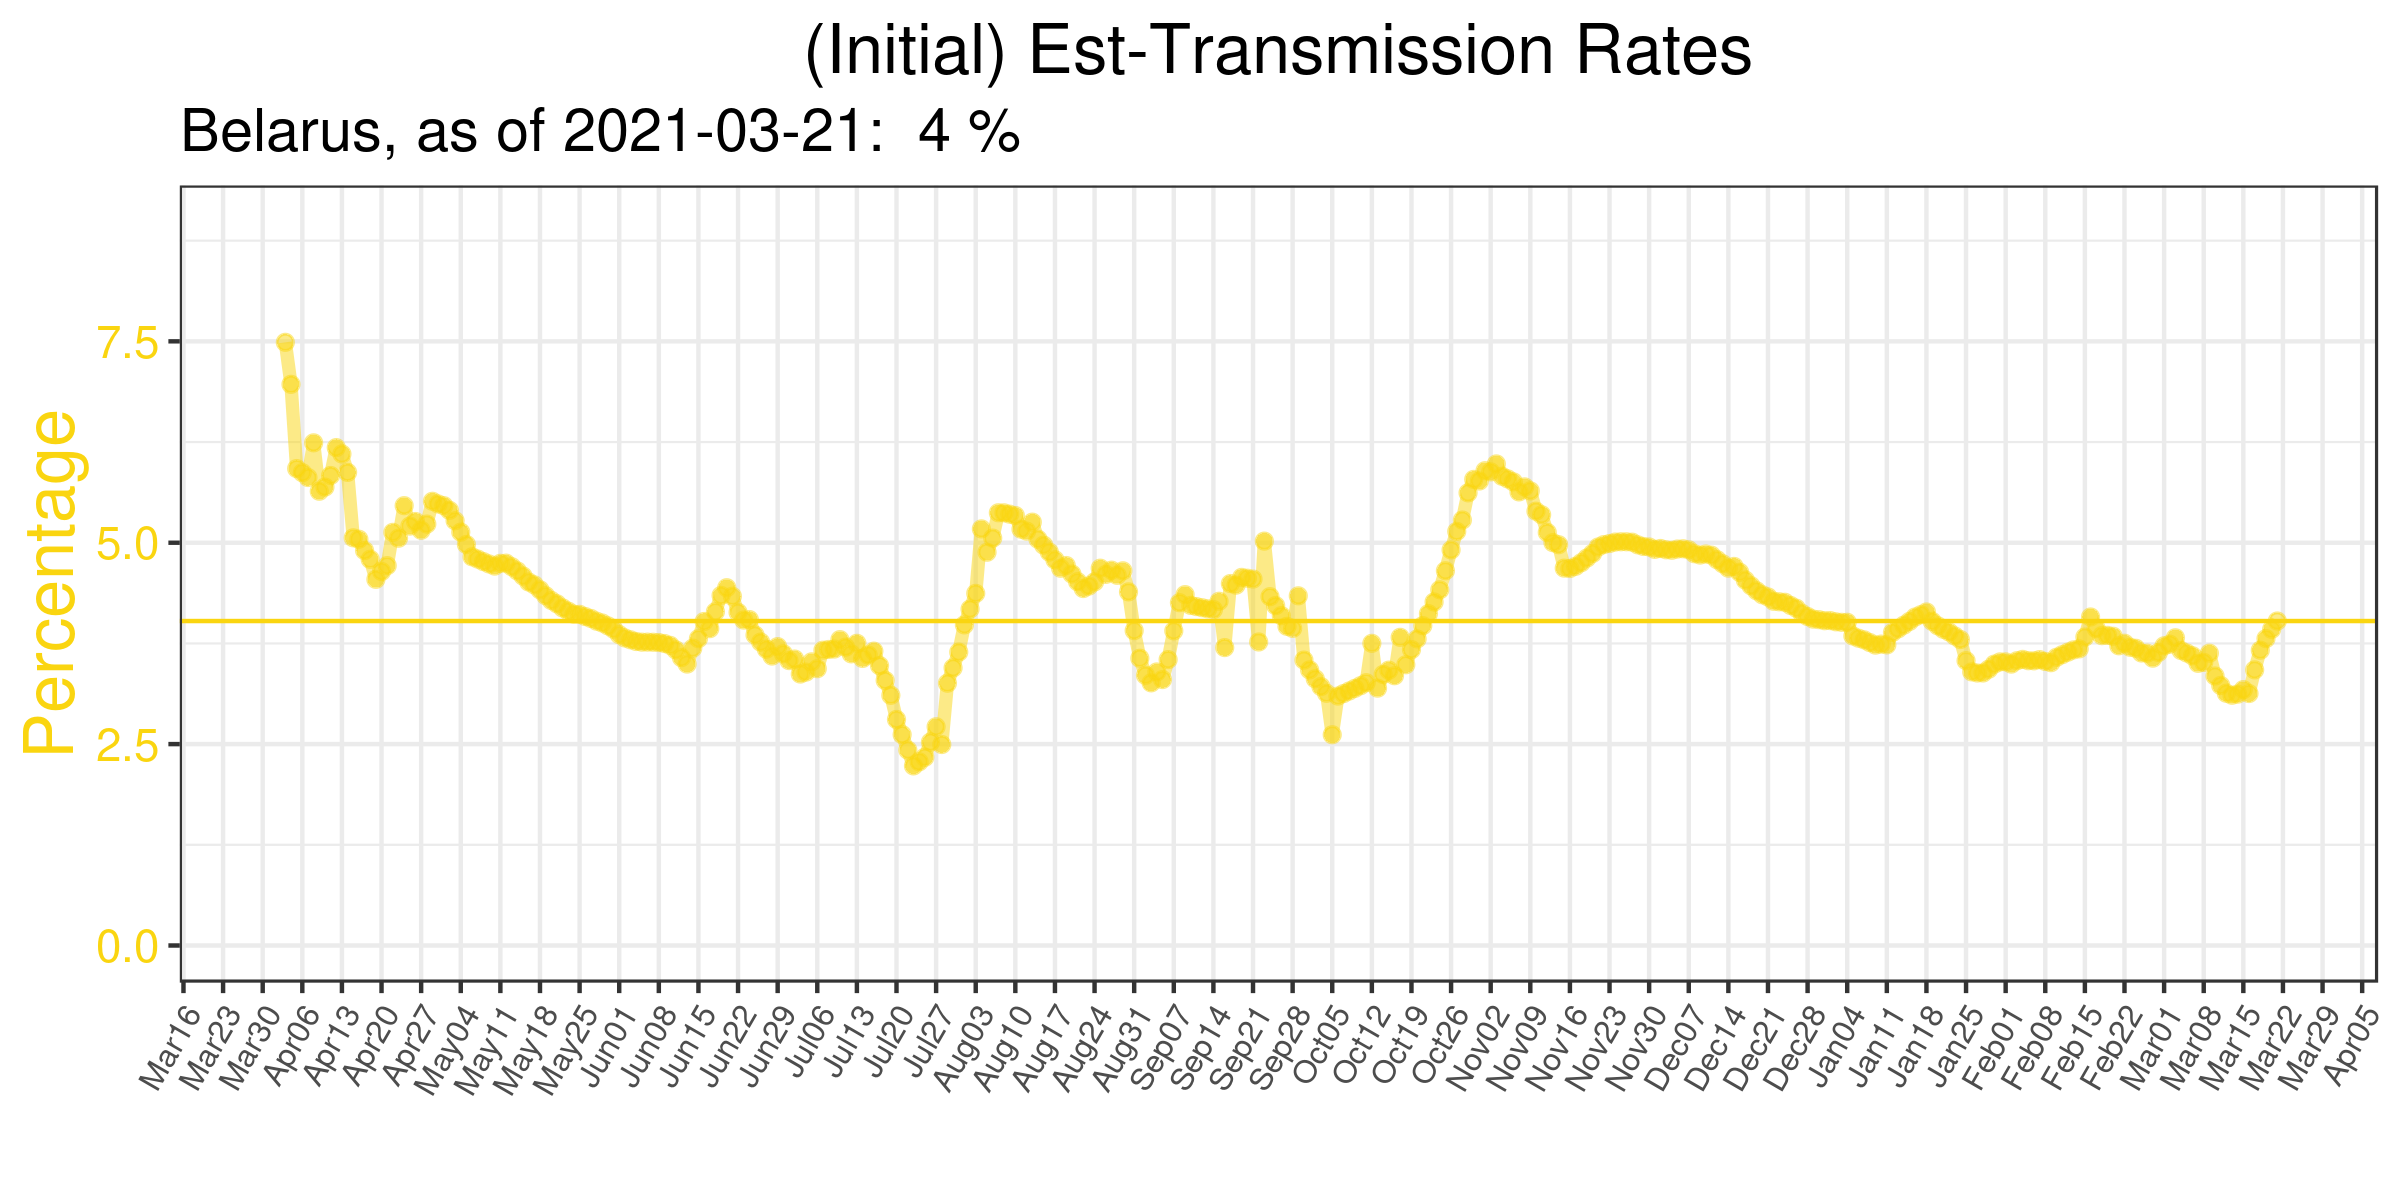 (Initial) Est-Transmission Rates
Belarus, as of 2021-03-21:  4 %
Percentage
7.5
5.0
2.5
0.0
Mar16
Mar23
Mar30
Apr06
Apr13
Apr20
Apr27
May04
May11
May18
May25
Jun01
Jun08
Jun15
Jun22
Jun29
Jul06
Jul13
Jul20
Jul27
Aug03
Aug10
Aug17
Aug24
Aug31
Sep07
Sep14
Sep21
Sep28
Oct05
Oct12
Oct19
Oct26
Nov02
Nov09
Nov16
Nov23
Nov30
Dec07
Dec14
Dec21
Dec28
Jan04
Jan11
Jan18
Jan25
Feb01
Feb08
Feb15
Feb22
Mar01
Mar08
Mar15
Mar22
Mar29
Apr05